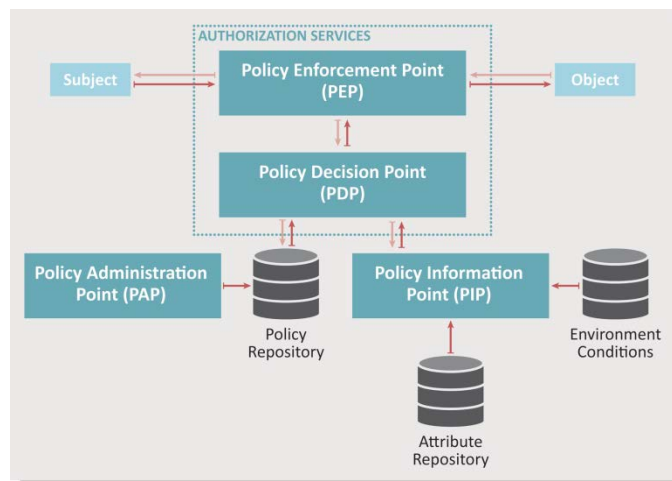 AUTHORIZATION SERVICES
Subject
Policy Enforcement Point
(PEP)
Object
Policy Decision Point
(PDP)
Policy Administration
Point (PAP)
Policy Information
Point (PIP)
Policy
Repository
Environment
Conditions
Attribute
Repository